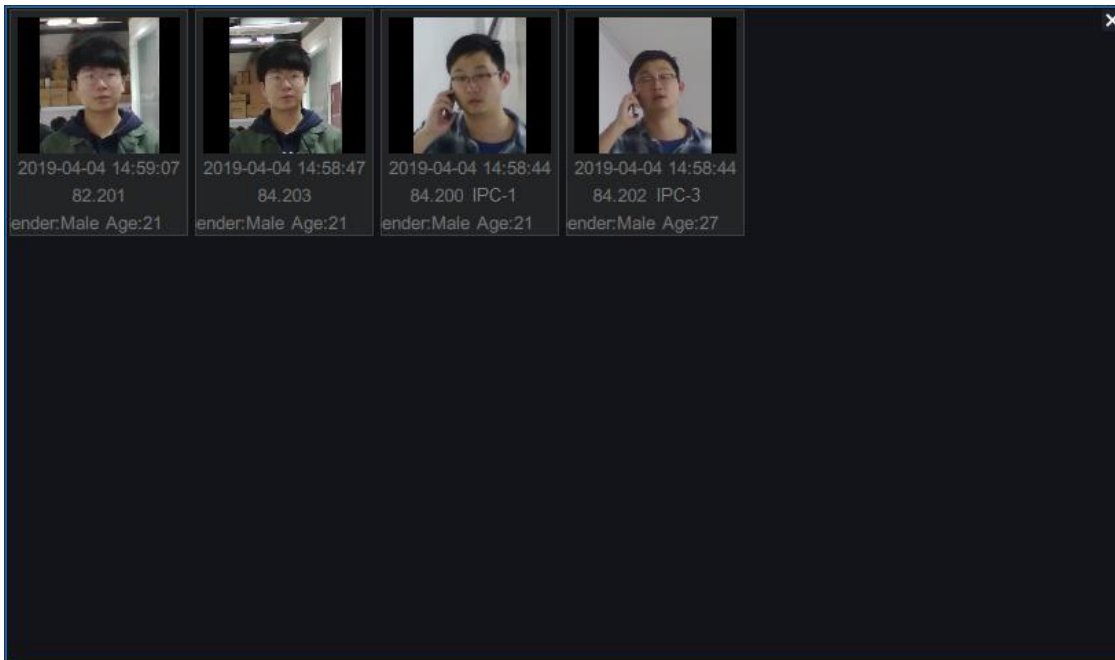 2019-04-04 14:59:07
82.201
ender:Male Age:21
2019-04-04 14:58:47
84.203
ender:Male Age:21
2019-04-04 14:58:44
84.200 IPC-1
ender:Male Age:21
2019-04-04 14:58:44
84.202 IPC-3
ender:Male Age:27